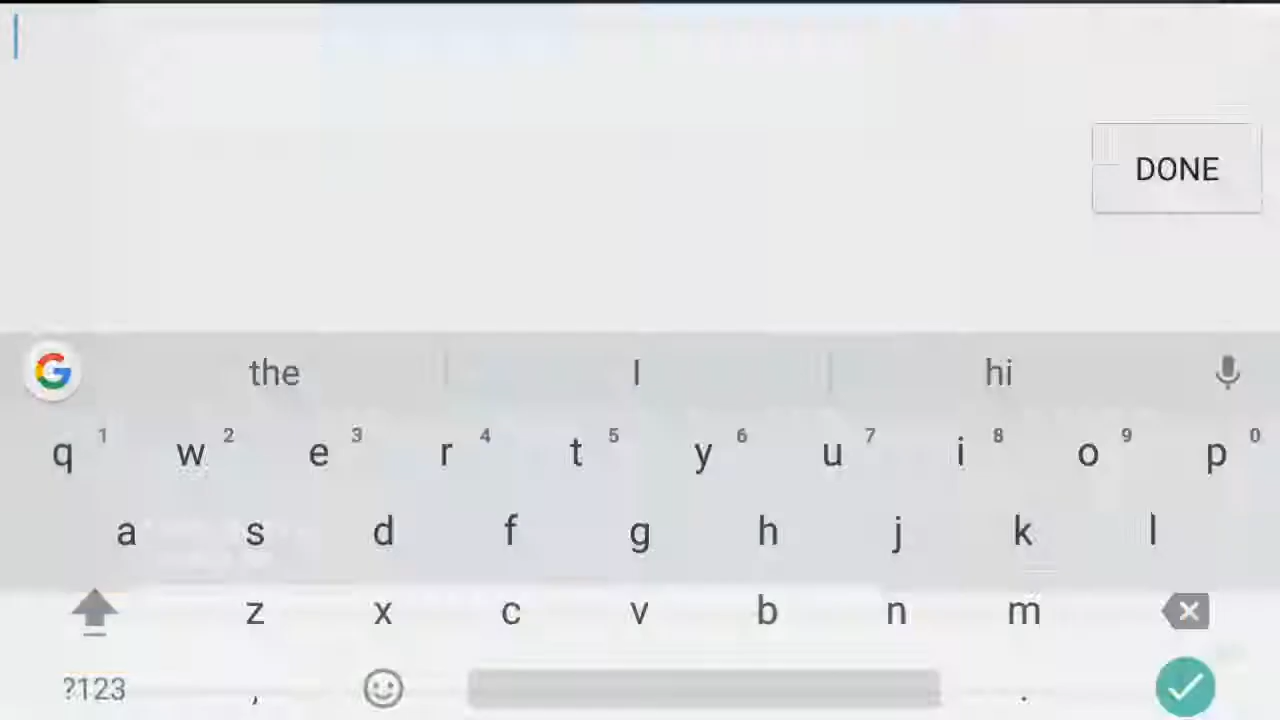 DONE
the I hi
q 1 w 2 e 3 r 4 t 5 y 6 u 7 i 8 o 9 p 0
a s d f g h j k l
z x c v b n m
?123 , .